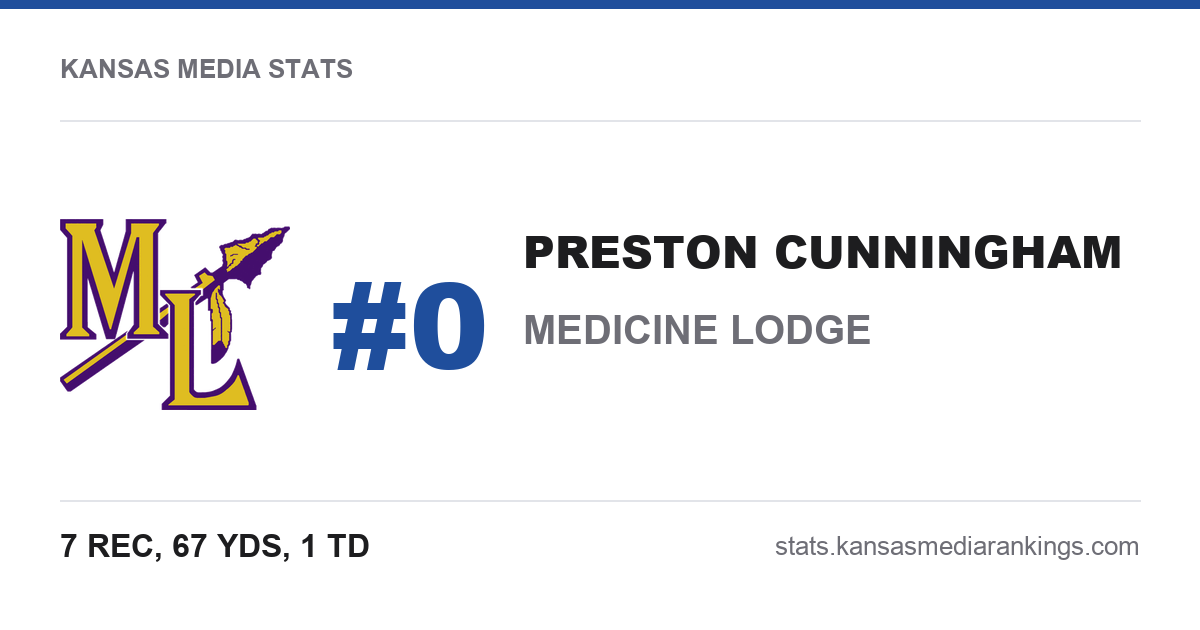 KANSAS MEDIA STATS
ML
#0
PRESTON CUNNINGHAM
MEDICINE LODGE
7 REC, 67 YDS, 1 TD
stats.kansasmediarankings.com